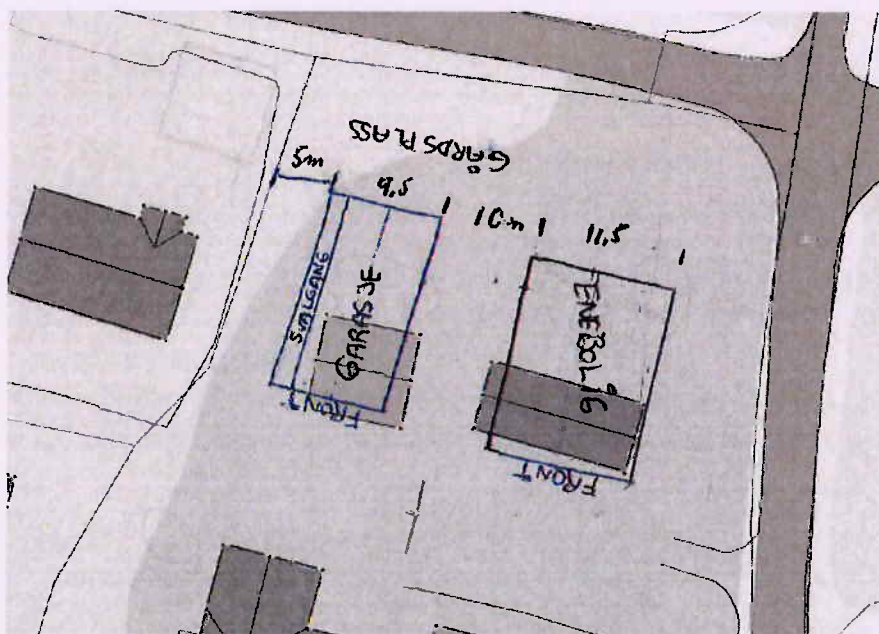 GÅRDSPLASS
5m
9,5
10m
11,5
SVALGANG
GARASJE
ENEBOLIG
FRONT
FRONT